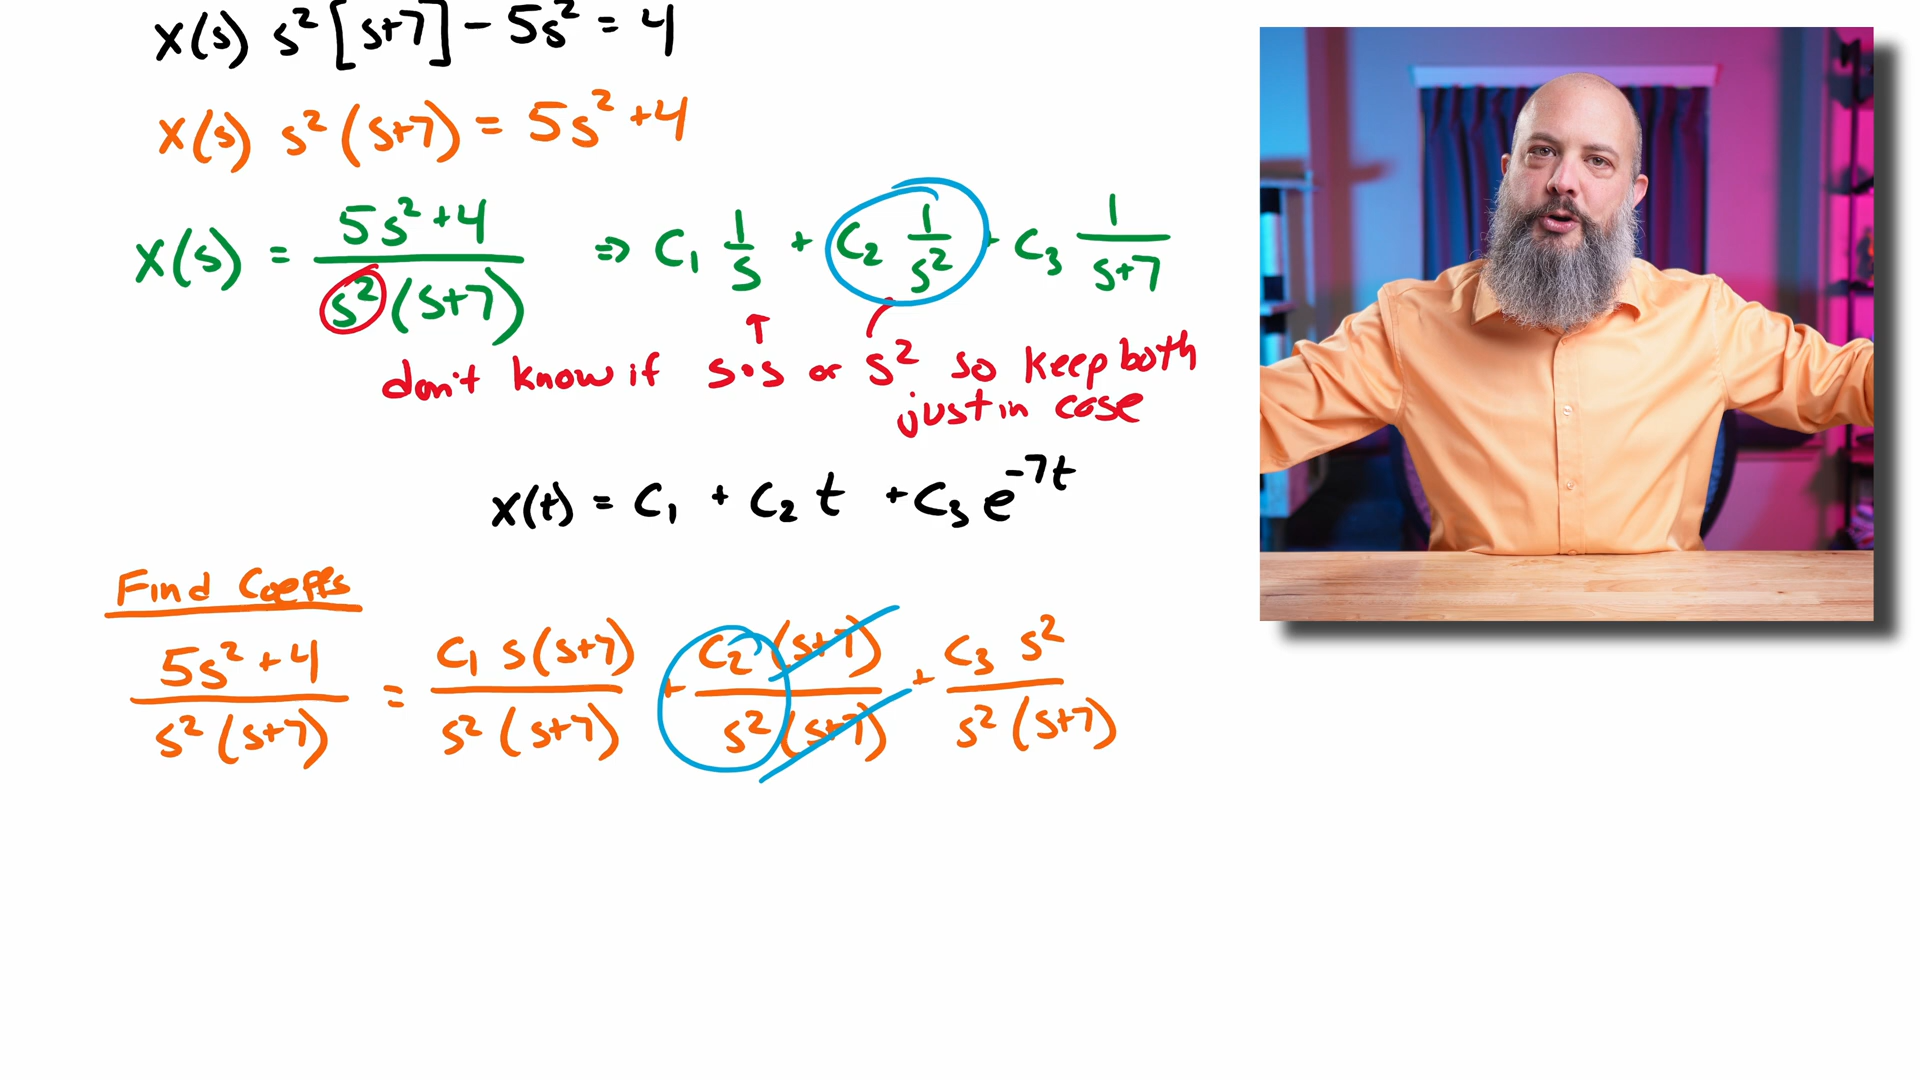 x(s) s²[s+7] - 5s² = 4
x(s) s²(s+7) = 5s² + 4
x(s) = (5s² + 4)/(s²(s+7)) ⇒ C₁ 1/s + C₂ 1/s² + C₃ 1/(s+7)
don't know if s·s or s² so keep both
just in case
x(t) = C₁ + C₂ t + C₃ e^(-7t)
Find Coeffs
(5s² + 4)/(s²(s+7)) = (C₁ s(s+7))/(s²(s+7)) + (C₂ (s+7))/(s²(s+7)) + (C₃ s²)/(s²(s+7))